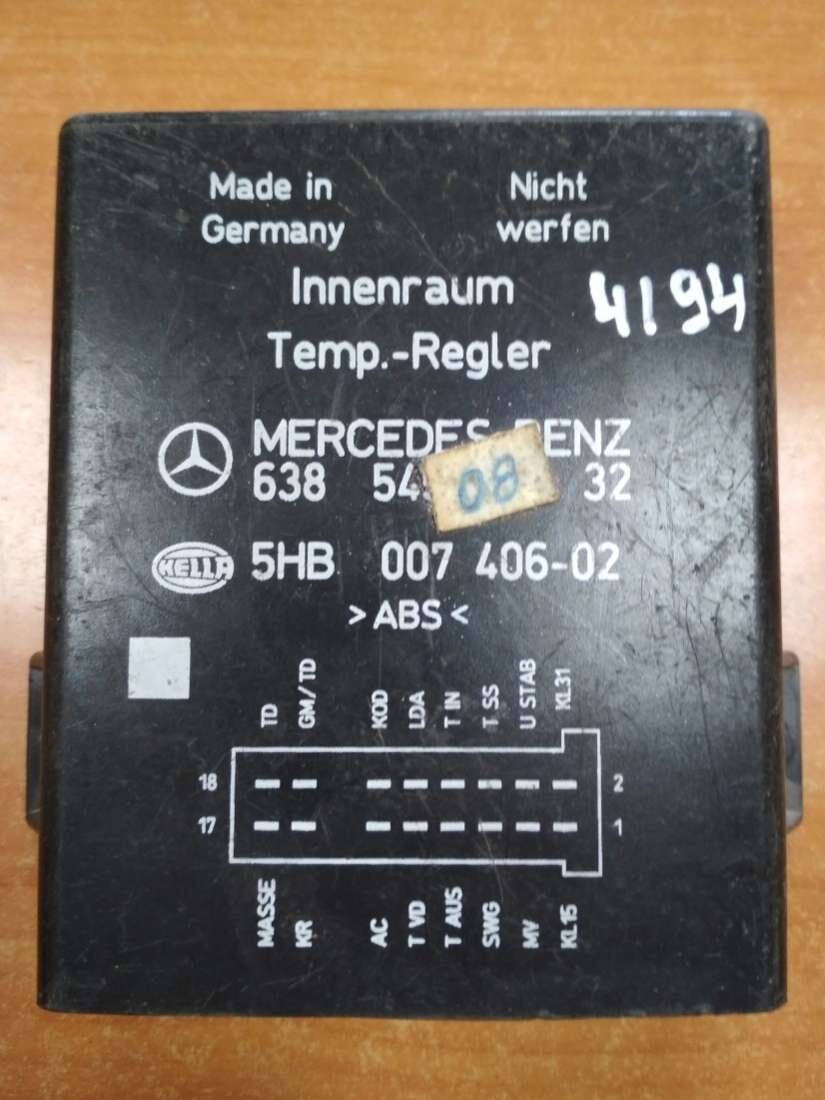 Made in
Germany
Nicht
werfen
Innenraum
Temp.-Regler
4194
MERCEDES BENZ
638 32
08
HELLA
5HB 007 406-02
>ABS<
TD GM/TD KOD LDA T IN T SS U STAB KL31
18 2
17 1
MASSE KR AC T VD T AUS SWG MV KL15